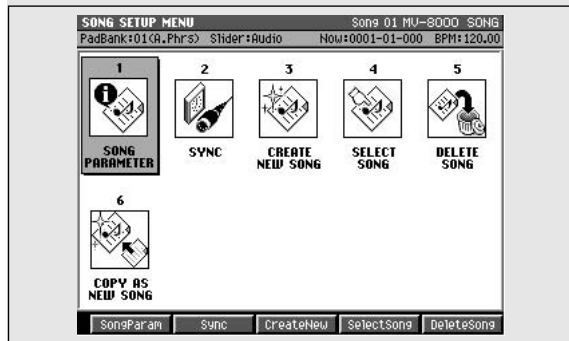 SONG SETUP MENU Song 01 MV-8000 SONG
PadBank:01(A.Phrs) Slider:Audio Now:0001-01-000 BPM:120.00
1 2 3 4 5
SONG PARAMETER SYNC CREATE NEW SONG SELECT SONG DELETE SONG
6
COPY AS NEW SONG
SongParam Sync CreateNew SelectSong DeleteSong